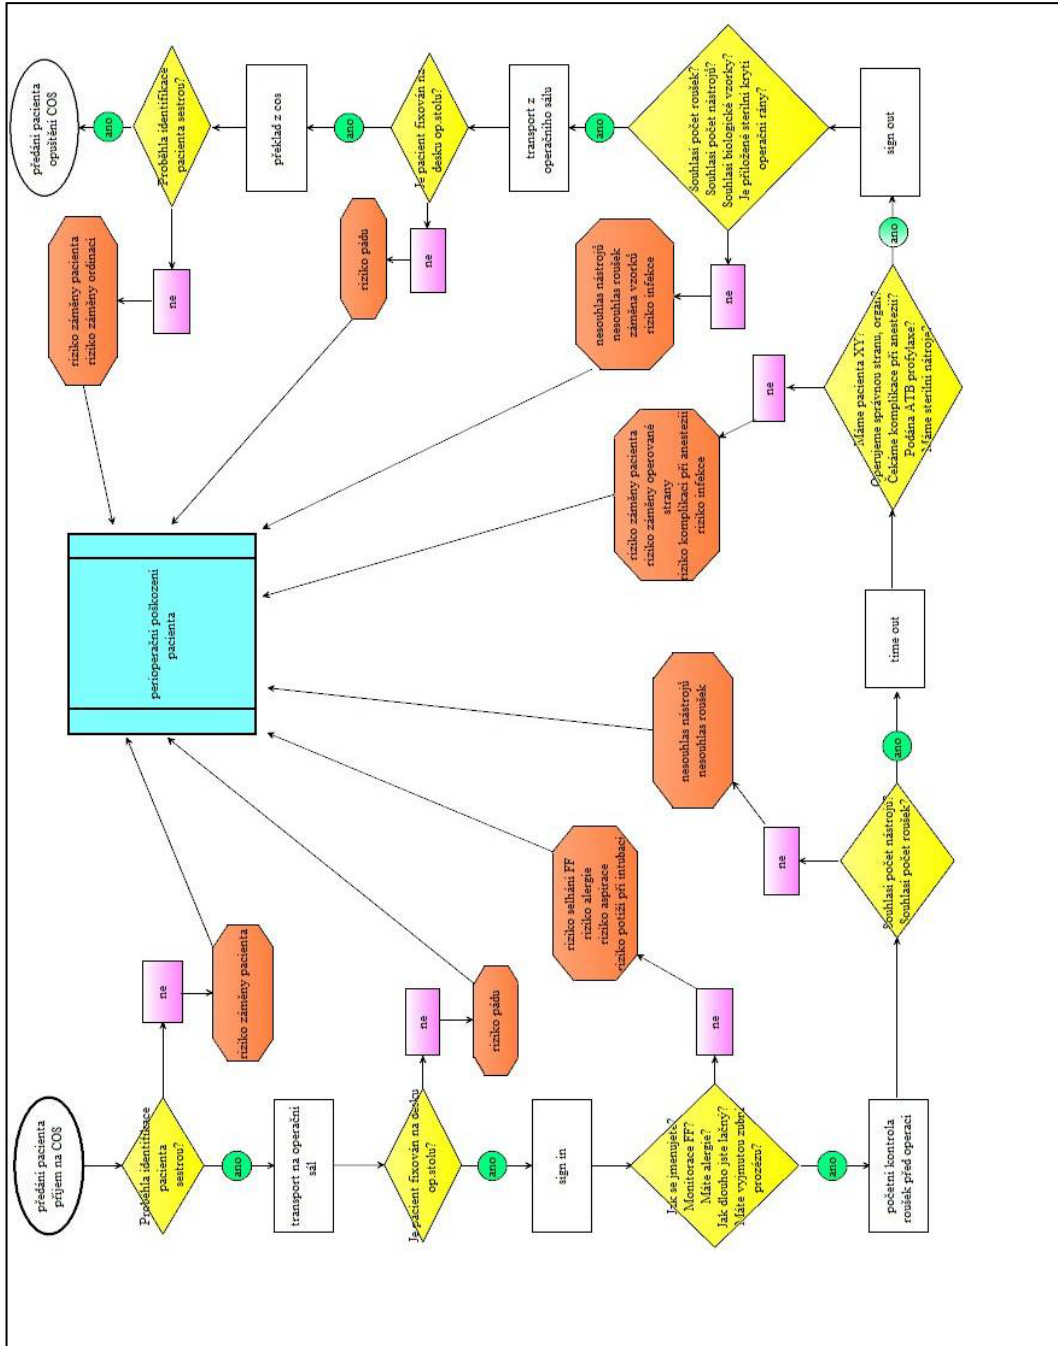 předání pacienta
příjem na COS
Proběhla identifikace
pacienta
sestrou?
ne
riziko záměny pacienta
ano
transport na operační
sál
Je pacient fixován na desku
op.stolu?
ne
riziko pádu
ano
sign in
Jak se jmenujete?
Monitorace FF?
Máte alergie?
Jak dlouho jste lačný?
Máte vyjmutou zubní
protézu?
ne
riziko selhání FF
riziko alergie
riziko aspirace
riziko potíží při intubaci
ano
početní kontrola
roušek před operací
Souhlasí počet nástrojů?
Souhlasí počet roušek?
ne
nesouhlas nástrojů
nesouhlas roušek
ano
time out
Máme pacienta XY?
Operujeme správnou stranu, orgán?
Čekáme komplikace při anestezii?
Podána ATB profylaxe?
Máme sterilní nátroje?
ne
riziko záměny pacienta
riziko záměny operované
strany
riziko komplikací při anestezii
riziko infekce
ano
sign out
Souhlasí počet roušek?
Souhlasí počet nástrojů?
Souhlasí biologické vzorky?
Je přiložené sterilní krytí
operační rány?
ne
nesouhlas nástrojů
nesouhlas roušek
záměna vzorků
riziko infekce
ano
transport z
operačního sálu
Je pacient fixován na
desku op.stolu?
ne
riziko pádu
ano
překlad z cos
Proběhla identifikace
pacienta sestrou?
ne
riziko záměny pacienta
riziko záměny ordinací
ano
předání pacienta
opuštění COS
perioperační poškození
pacienta